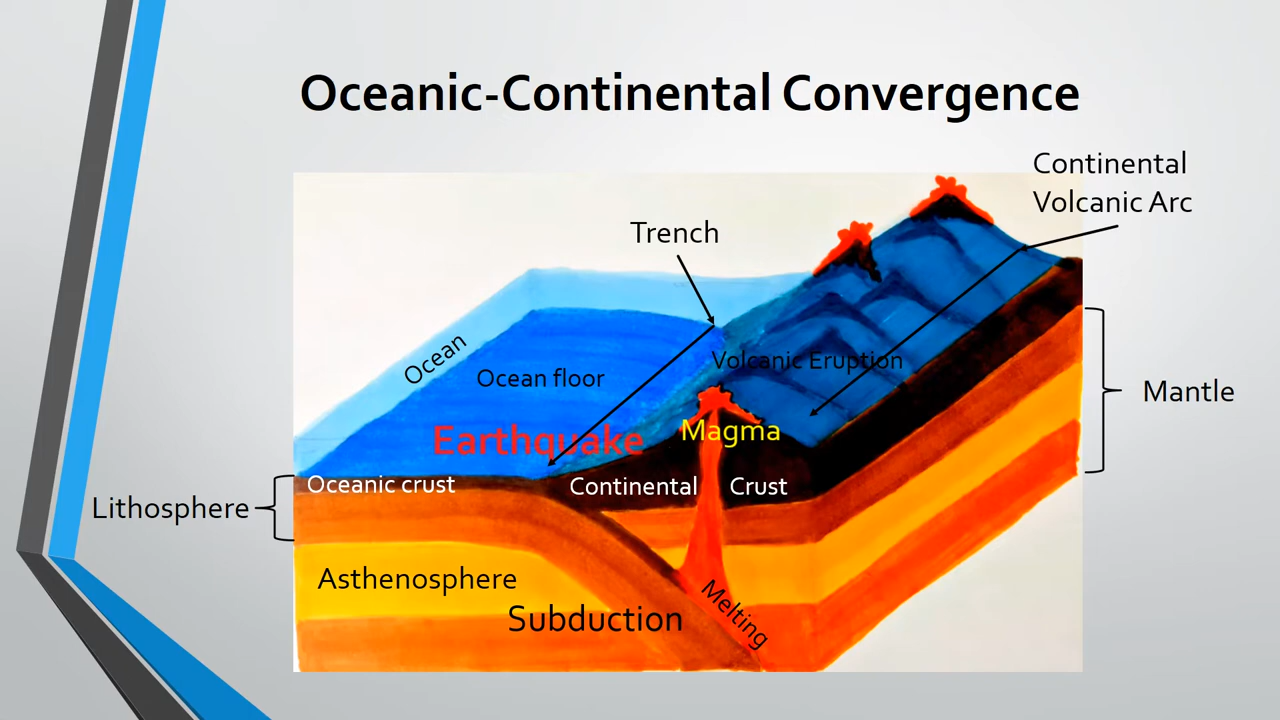 Oceanic-Continental Convergence
Continental
Volcanic Arc
Trench
Ocean
Volcanic Eruption
Ocean floor
Mantle
Earthquake
Magma
Oceanic crust
Continental Crust
Lithosphere
Asthenosphere
Subduction
Melting